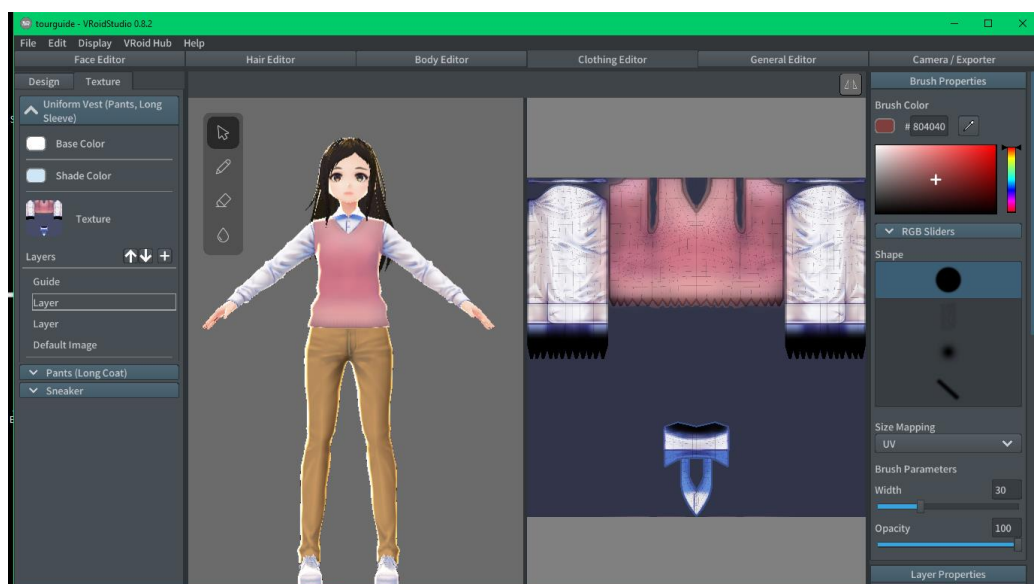 tourguide - VRoidStudio 0.8.2
File Edit Display VRoid Hub Help
Face Editor Hair Editor Body Editor Clothing Editor General Editor Camera / Exporter
Design Texture
Uniform Vest (Pants, Long
Sleeve)
Base Color
Shade Color
Texture
Layers
Guide
Layer
Layer
Default Image
Pants (Long Coat)
Sneaker
Brush Properties
Brush Color
# 804040
RGB Sliders
Shape
Size Mapping
UV
Brush Parameters
Width 30
Opacity 100
Layer Properties